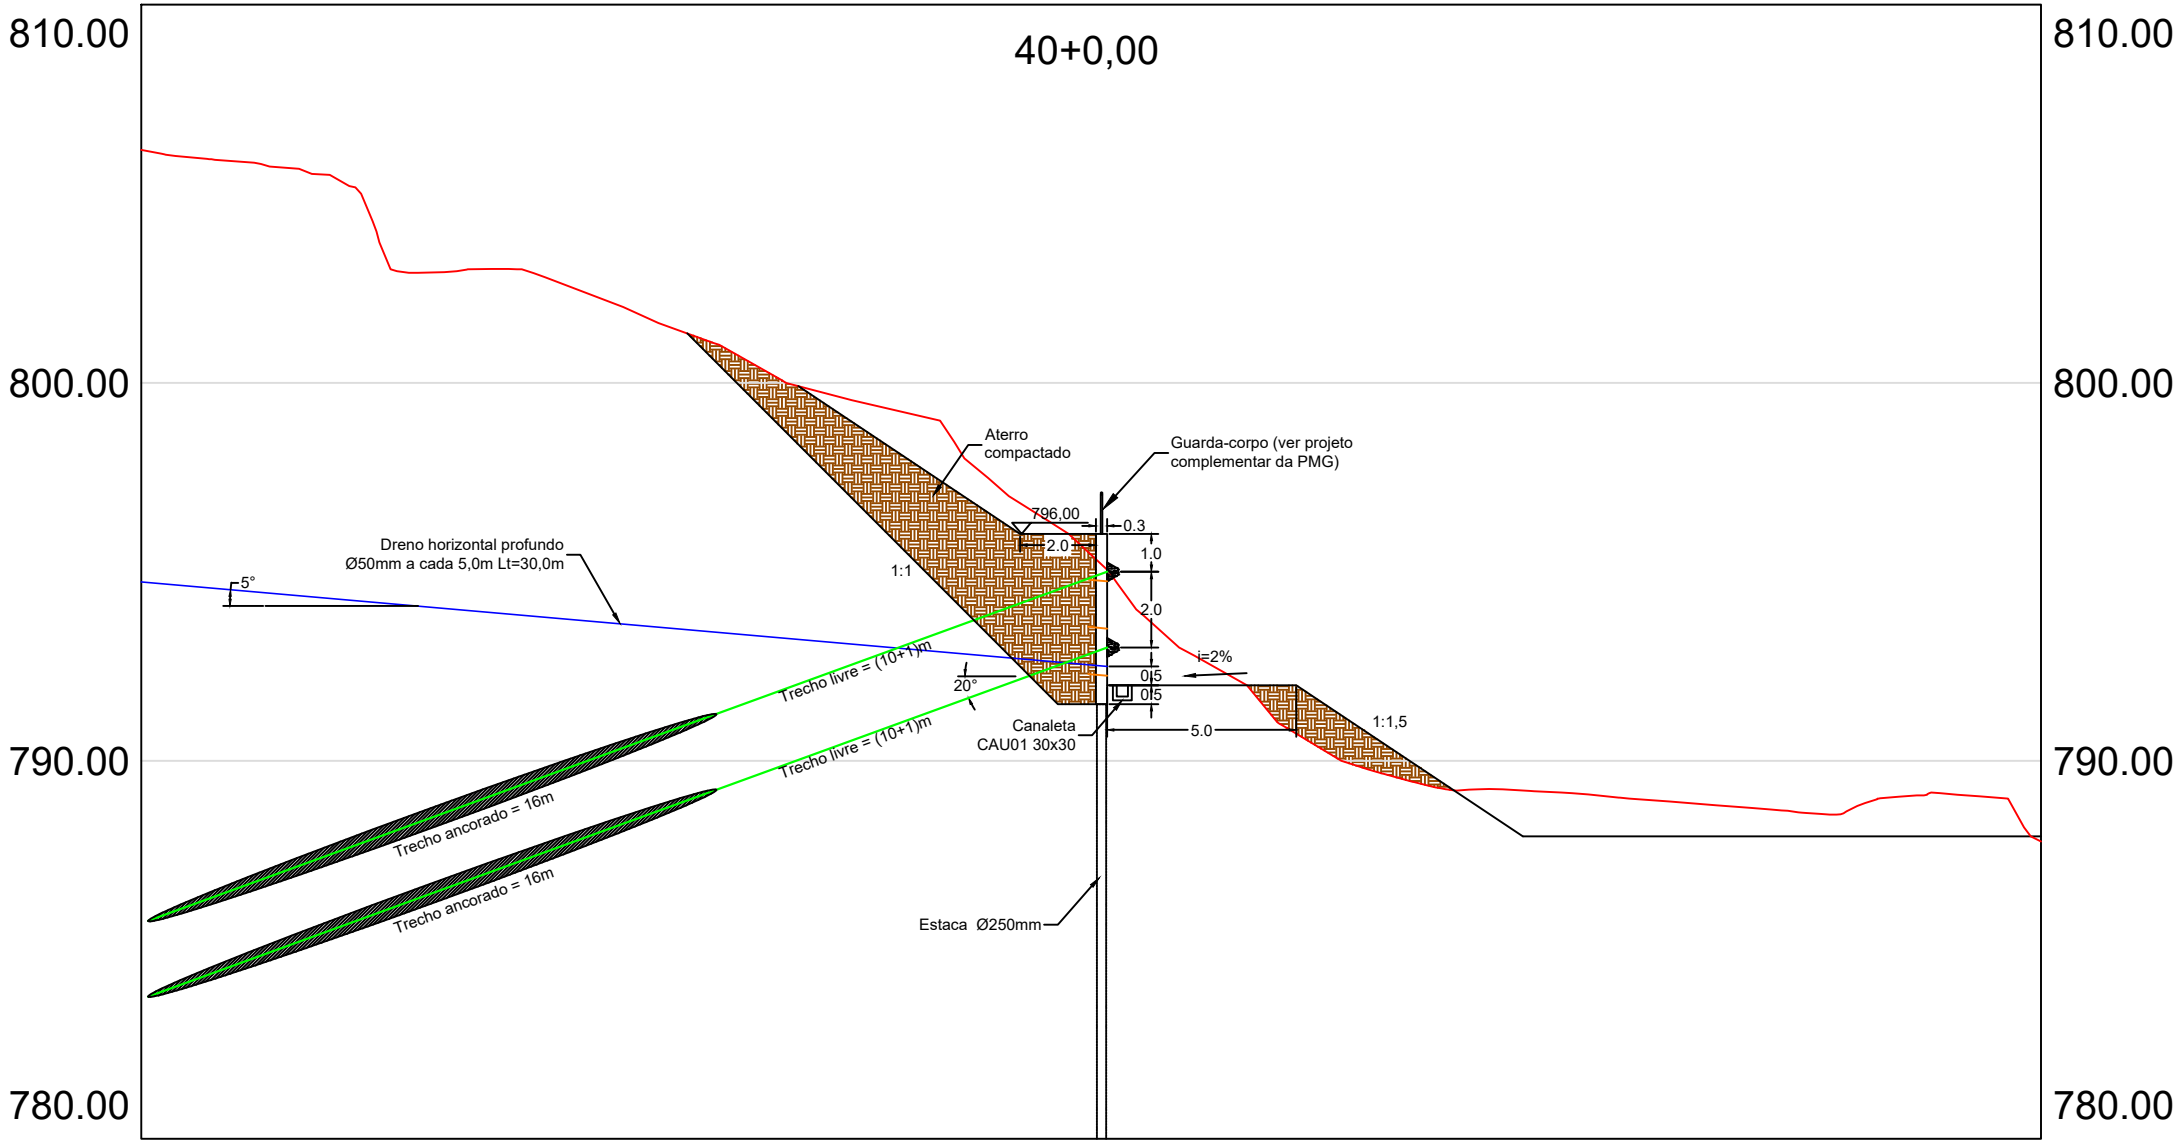 810.00
810.00
40+0,00
800.00
800.00
Aterro
compactado
Guarda-corpo (ver projeto
complementar da PMG)
796,00
0.3
2.0
1.0
Dreno horizontal profundo
Ø50mm a cada 5,0m Lt=30,0m
5°
1:1
2.0
Trecho livre = (10+1)m
20°
i=2%
0.5
0.5
Trecho livre = (10+1)m
Canaleta
CAU01 30x30
5.0
1:1,5
790.00
790.00
Trecho ancorado = 16m
Trecho ancorado = 16m
Estaca Ø250mm
780.00
780.00